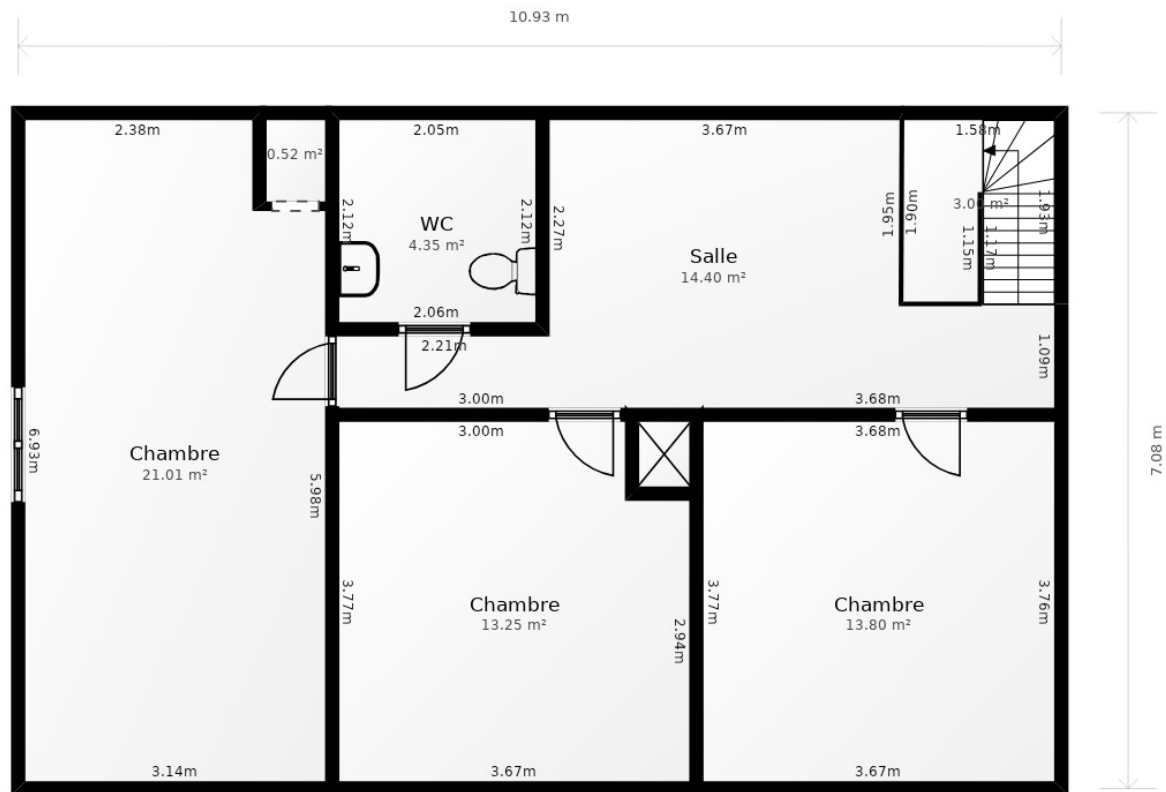 10.93 m
2.38m
2.05m
3.67m
1.58m
0.52 m²
2.12m
WC
4.35 m²
2.12m
2.27m
Salle
14.40 m²
1.95m
1.90m
1.15m
1.17m
1.93m
2.06m
2.21m
1.09m
3.00m
3.68m
3.00m
3.68m
6.93m
Chambre
21.01 m²
5.98m
7.08 m
3.77m
Chambre
13.25 m²
2.94m
3.77m
Chambre
13.80 m²
3.76m
3.14m
3.67m
3.67m